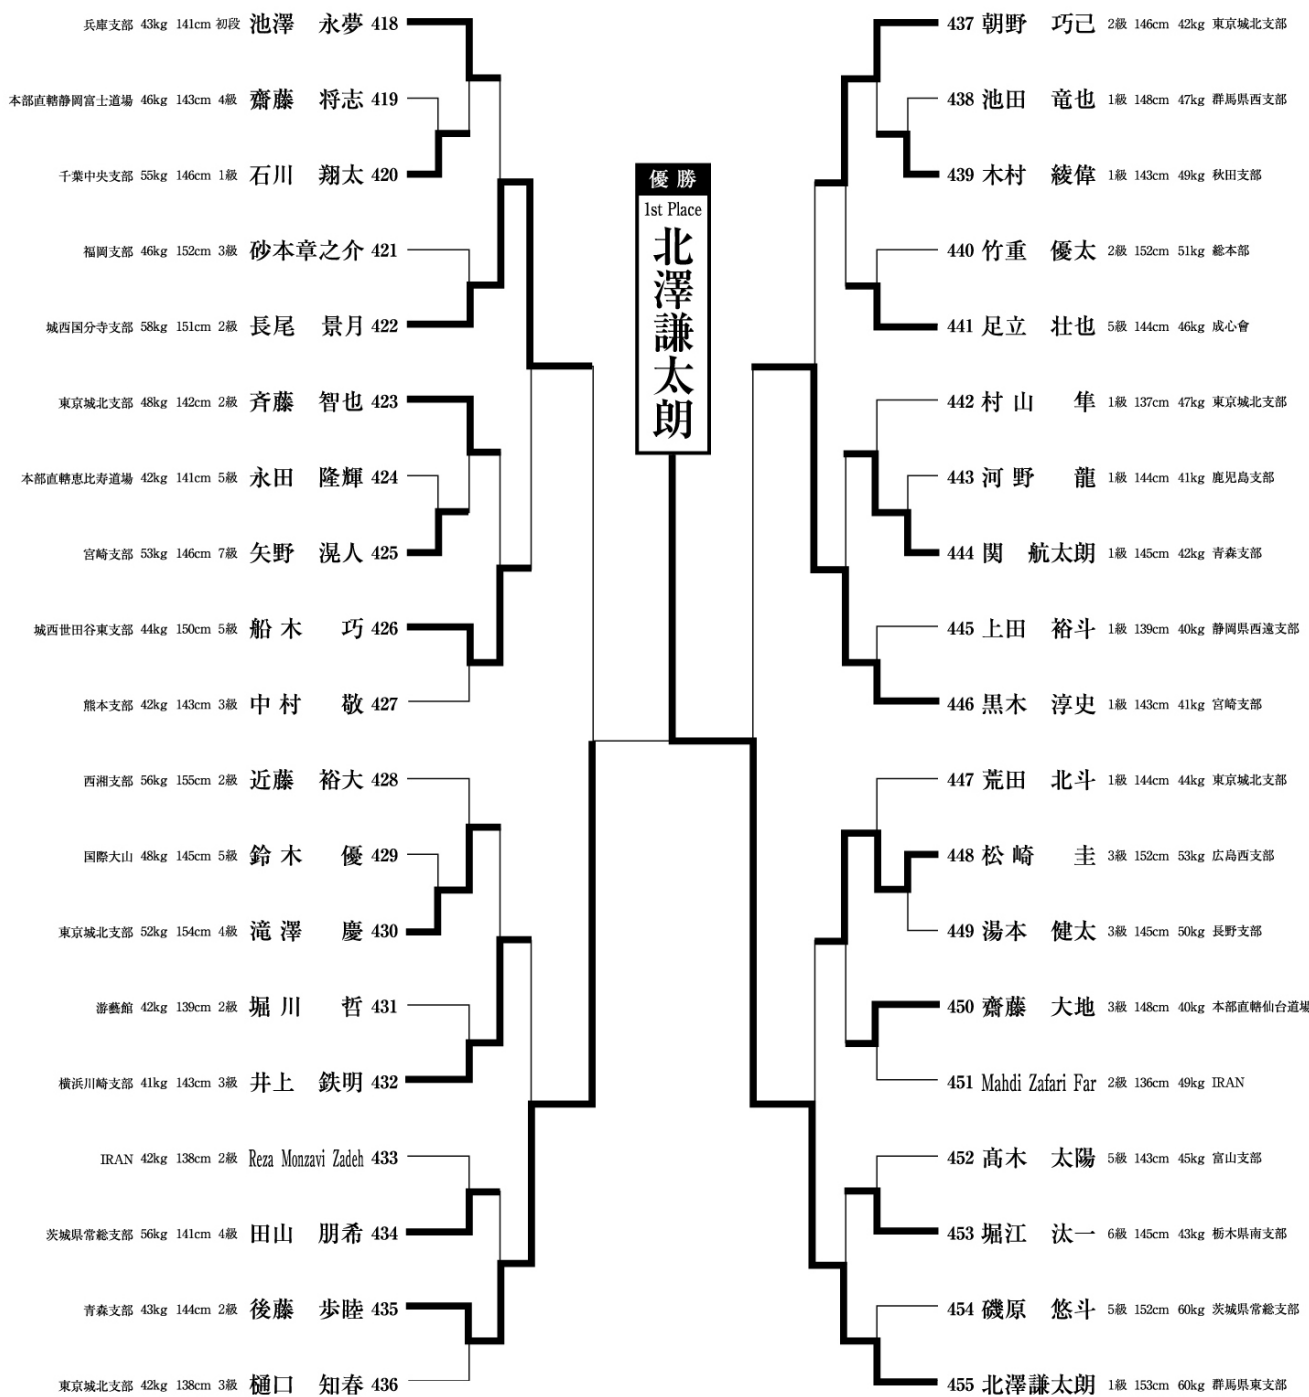 兵庫支部 43kg 141cm 初段 池澤 永夢 418
本部直轄静岡富士道場 46kg 143cm 4級 齋藤 将志 419
千葉中央支部 55kg 146cm 1級 石川 翔太 420
福岡支部 46kg 152cm 3級 砂本章之介 421
城西国分寺支部 58kg 151cm 2級 長尾 景月 422
東京城北支部 48kg 142cm 2級 斉藤 智也 423
本部直轄恵比寿道場 42kg 141cm 5級 永田 隆輝 424
宮崎支部 53kg 146cm 7級 矢野 滉人 425
城西世田谷東支部 44kg 150cm 5級 船木 巧 426
熊本支部 42kg 143cm 3級 中村 敬 427
西湘支部 56kg 155cm 2級 近藤 裕大 428
国際大山 48kg 145cm 5級 鈴木 優 429
東京城北支部 52kg 154cm 4級 滝澤 慶 430
游藝館 42kg 139cm 2級 堀川 哲 431
横浜川崎支部 41kg 143cm 3級 井上 鉄明 432
IRAN 42kg 138cm 2級 Reza Monzavi Zadeh 433
茨城県常総支部 56kg 141cm 4級 田山 朋希 434
青森支部 43kg 144cm 2級 後藤 歩睦 435
東京城北支部 42kg 138cm 3級 樋口 知春 436
優勝
1st Place
北澤謙太朗
437 朝野 巧己 2級 146cm 42kg 東京城北支部
438 池田 竜也 1級 148cm 47kg 群馬県西支部
439 木村 綾偉 1級 143cm 49kg 秋田支部
440 竹重 優太 2級 152cm 51kg 総本部
441 足立 壮也 5級 144cm 46kg 成心會
442 村山 隼 1級 137cm 47kg 東京城北支部
443 河野 龍 1級 144cm 41kg 鹿児島支部
444 関 航太朗 1級 145cm 42kg 青森支部
445 上田 裕斗 1級 139cm 40kg 静岡県西遠支部
446 黒木 淳史 1級 143cm 41kg 宮崎支部
447 荒田 北斗 1級 144cm 44kg 東京城北支部
448 松崎 圭 3級 152cm 53kg 広島西支部
449 湯本 健太 3級 145cm 50kg 長野支部
450 齋藤 大地 3級 148cm 40kg 本部直轄仙台道場
451 Mahdi Zafari Far 2級 136cm 49kg IRAN
452 髙木 太陽 5級 143cm 45kg 富山支部
453 堀江 汰一 6級 145cm 43kg 栃木県南支部
454 磯原 悠斗 5級 152cm 60kg 茨城県常総支部
455 北澤謙太朗 1級 153cm 60kg 群馬県東支部